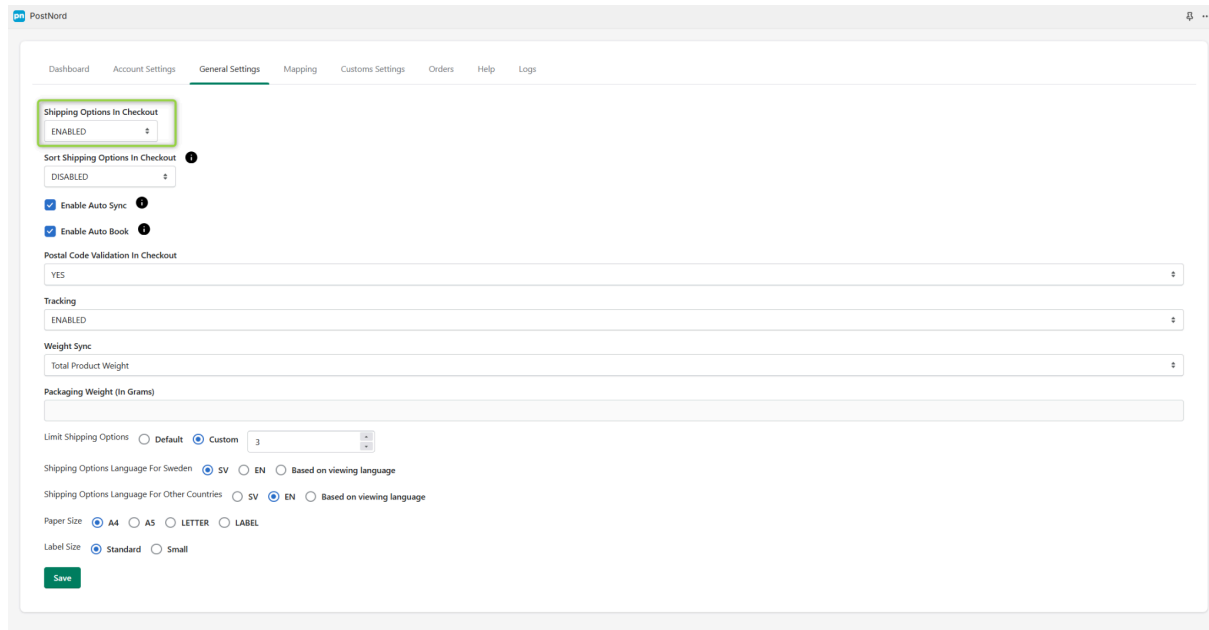 pn PostNord
Dashboard Account Settings General Settings Mapping Customs Settings Orders Help Logs
Shipping Options In Checkout
ENABLED
Sort Shipping Options In Checkout i
DISABLED
Enable Auto Sync i
Enable Auto Book i
Postal Code Validation In Checkout
YES
Tracking
ENABLED
Weight Sync
Total Product Weight
Packaging Weight (In Grams)
Limit Shipping Options Default Custom 3
Shipping Options Language For Sweden SV EN Based on viewing language
Shipping Options Language For Other Countries SV EN Based on viewing language
Paper Size A4 A5 LETTER LABEL
Label Size Standard Small
Save